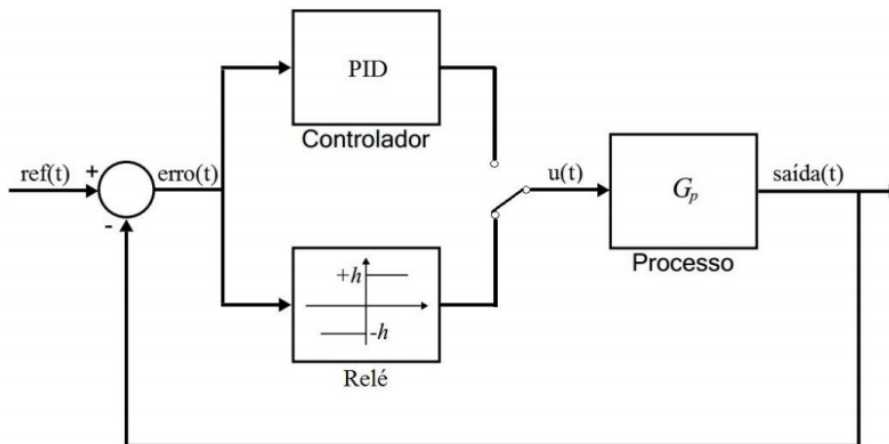 PID
Controlador
ref(t)
+
-
erro(t)
u(t)
G_p
saída(t)
Processo
+h
-h
Relé